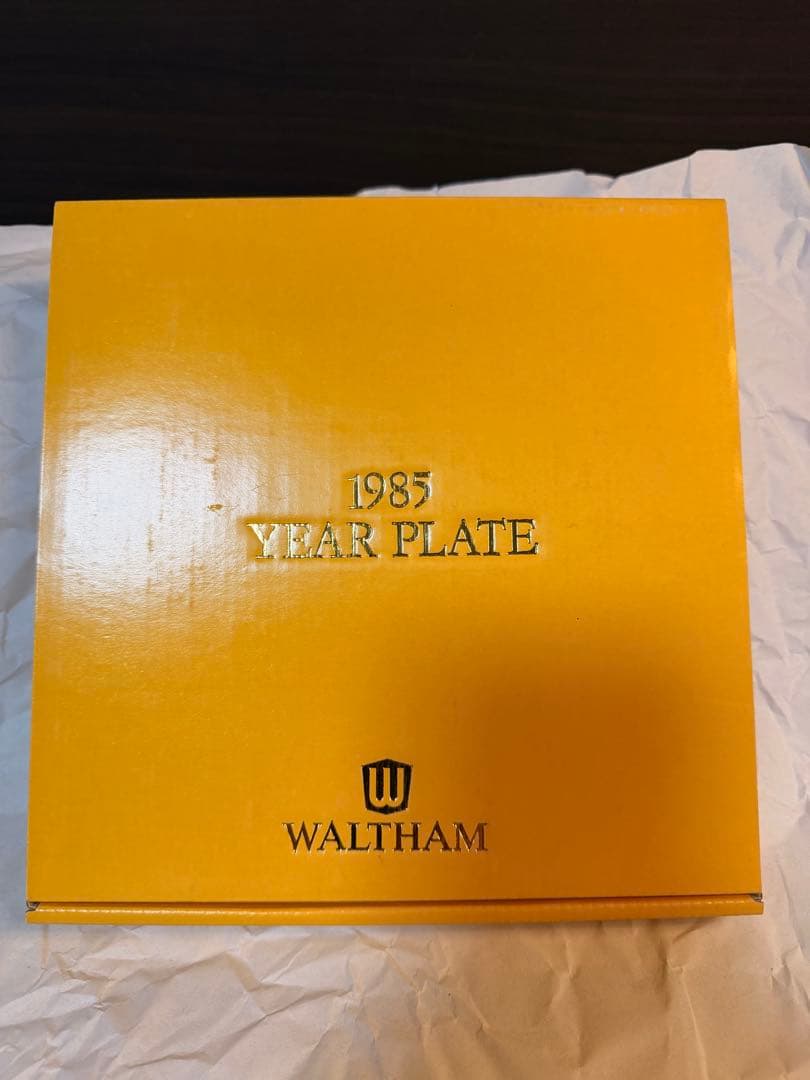 1985
YEAR PLATE
W
WALTHAM